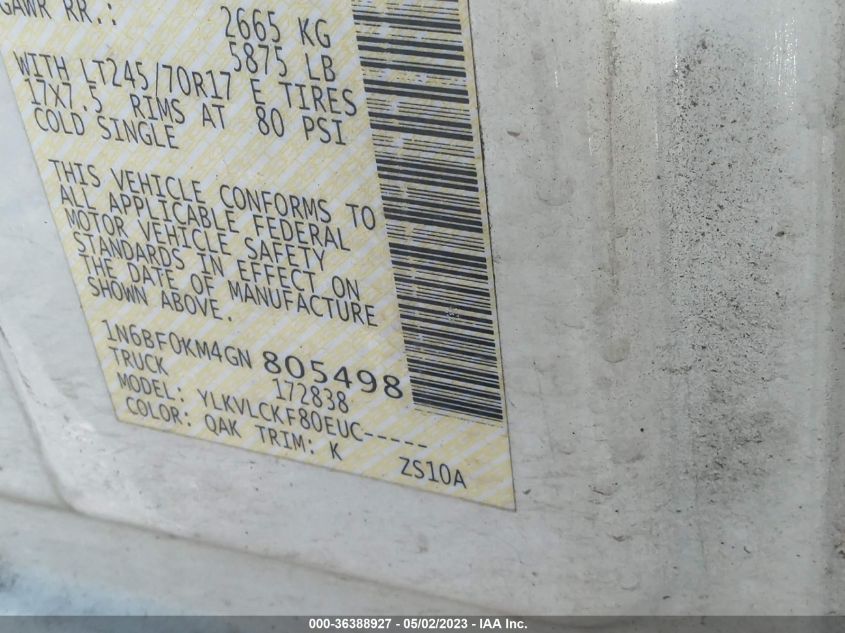 GAWR RR.:
2665 KG
5875 LB
WITH LT245/70R17 E TIRES
17X7.5 RIMS AT 80 PSI
COLD SINGLE
THIS VEHICLE CONFORMS TO
ALL APPLICABLE FEDERAL
MOTOR VEHICLE SAFETY
STANDARDS IN EFFECT ON
THE DATE OF MANUFACTURE
SHOWN ABOVE.
1N6BF0KM4GN 805498
TRUCK 172838
MODEL: YLKVLCKF80EUC-----
COLOR: QAK TRIM: K ZS10A
000-36388927 - 05/02/2023 - IAA Inc.